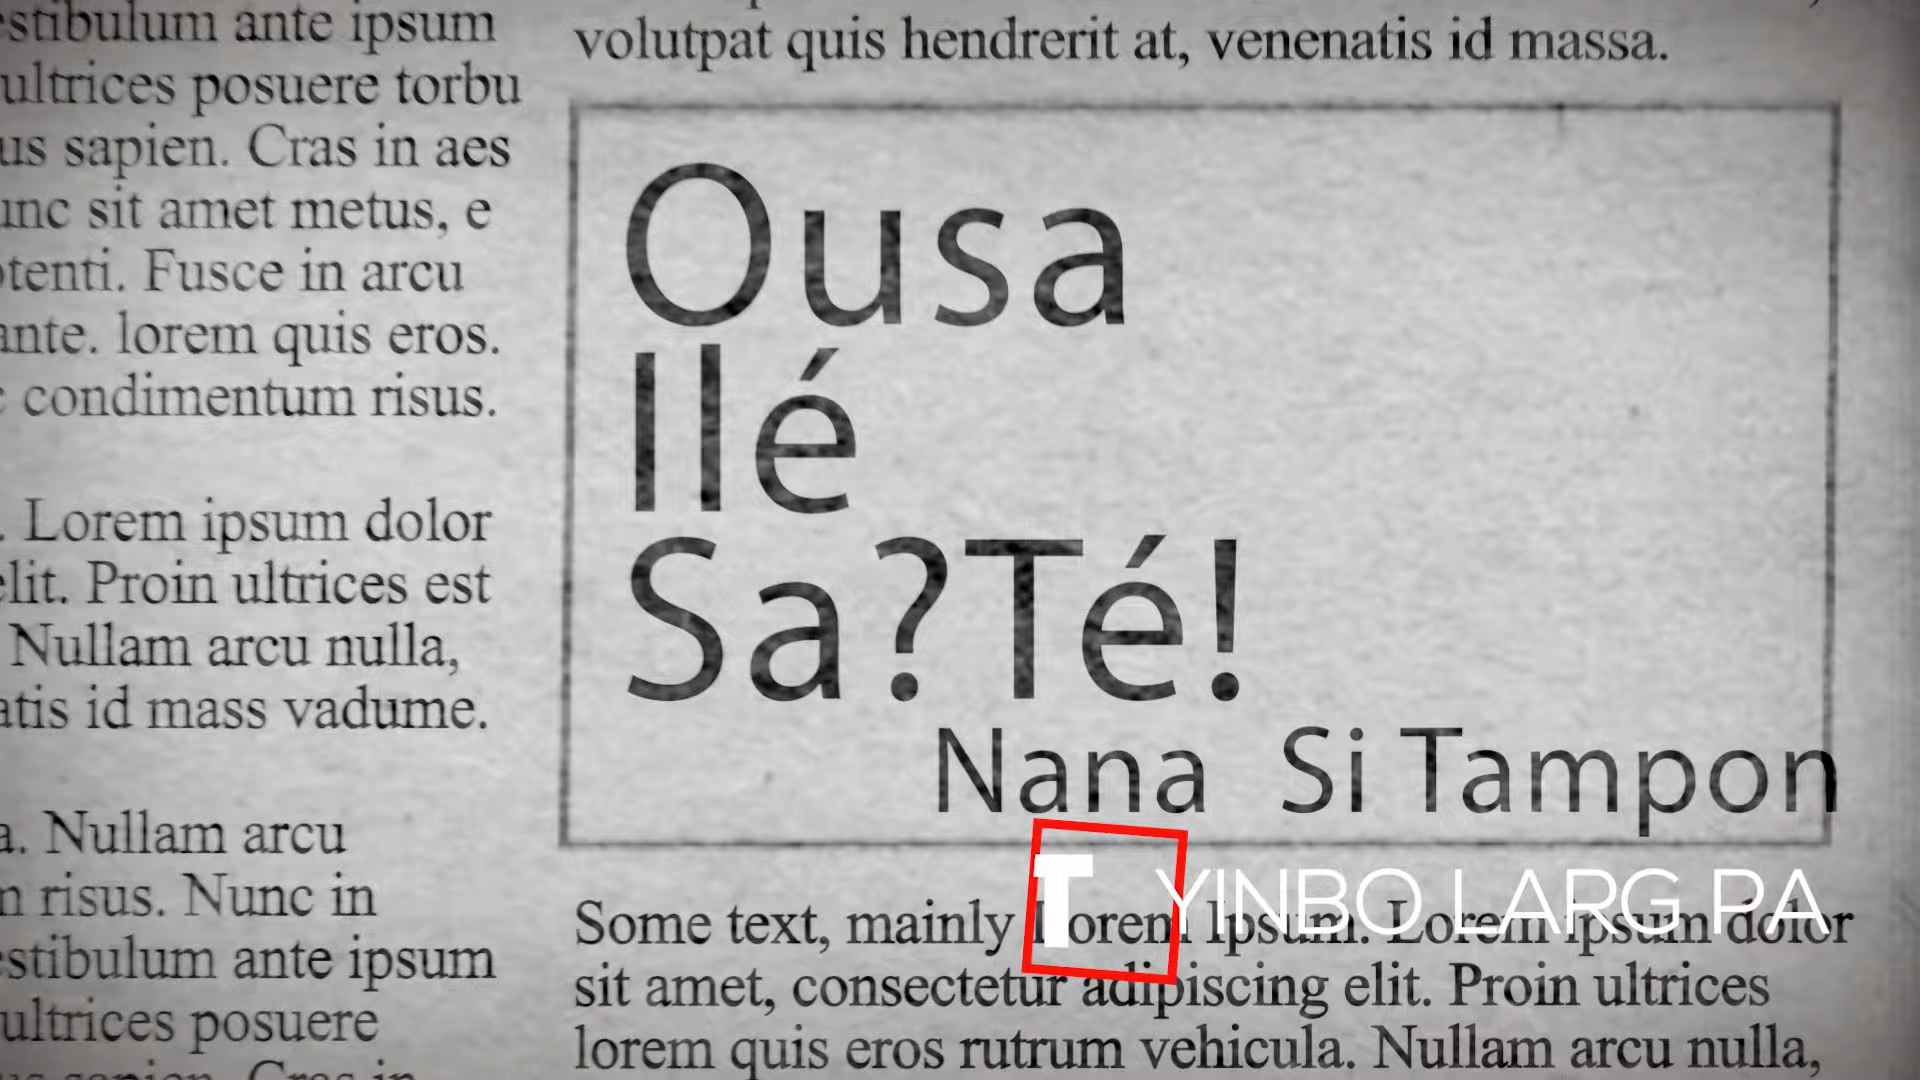 stibulum ante ipsum
ultrices posuere torbu
us sapien. Cras in aes
unc sit amet metus, e
otenti. Fusce in arcu
ante. lorem quis eros.
condimentum risus.
. Lorem ipsum dolor
elit. Proin ultrices est
Nullam arcu nulla,
atis id mass vadume.
a. Nullam arcu
n risus. Nunc in
estibulum ante ipsum
ultrices posuere
volutpat quis hendrerit at, venenatis id massa.
Ousa
Ilé
Sa?Té!
Nana Si Tampon
T YINBO LARG PA
Some text, mainly Lorem Ipsum. Lorem ipsum dolor
sit amet, consectetur adipiscing elit. Proin ultrices
lorem quis eros rutrum vehicula. Nullam arcu nulla,